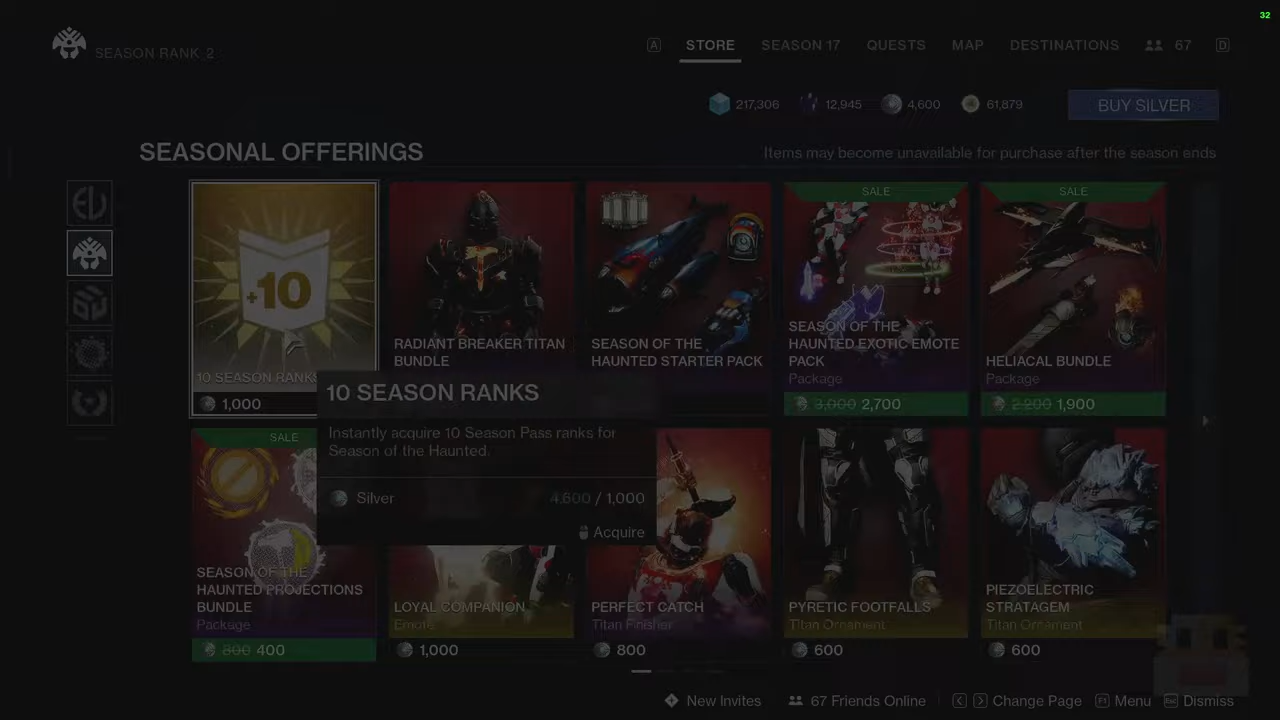 32
SEASON RANK 2
A STORE SEASON 17 QUESTS MAP DESTINATIONS 67 D
217,306 12,945 4,600 61,879 BUY SILVER
SEASONAL OFFERINGS
Items may become unavailable for purchase after the season ends
+10
10 SEASON RANKS
1,000
RADIANT BREAKER TITAN
BUNDLE
SEASON OF THE
HAUNTED STARTER PACK
SALE
SEASON OF THE
HAUNTED EXOTIC EMOTE
PACK
Package
3,000 2,700
SALE
HELIACAL BUNDLE
Package
2,200 1,900
10 SEASON RANKS
Instantly acquire 10 Season Pass ranks for
Season of the Haunted.
Silver 4,600 / 1,000
Acquire
SALE
SEASON OF THE
HAUNTED PROJECTIONS
BUNDLE
Package
800 400
LOYAL COMPANION
Emote
1,000
PERFECT CATCH
Titan Finisher
800
PYRETIC FOOTFALLS
Titan Ornament
600
PIEZOELECTRIC
STRATAGEM
Titan Ornament
600
New Invites 67 Friends Online < > Change Page F1 Menu Esc Dismiss